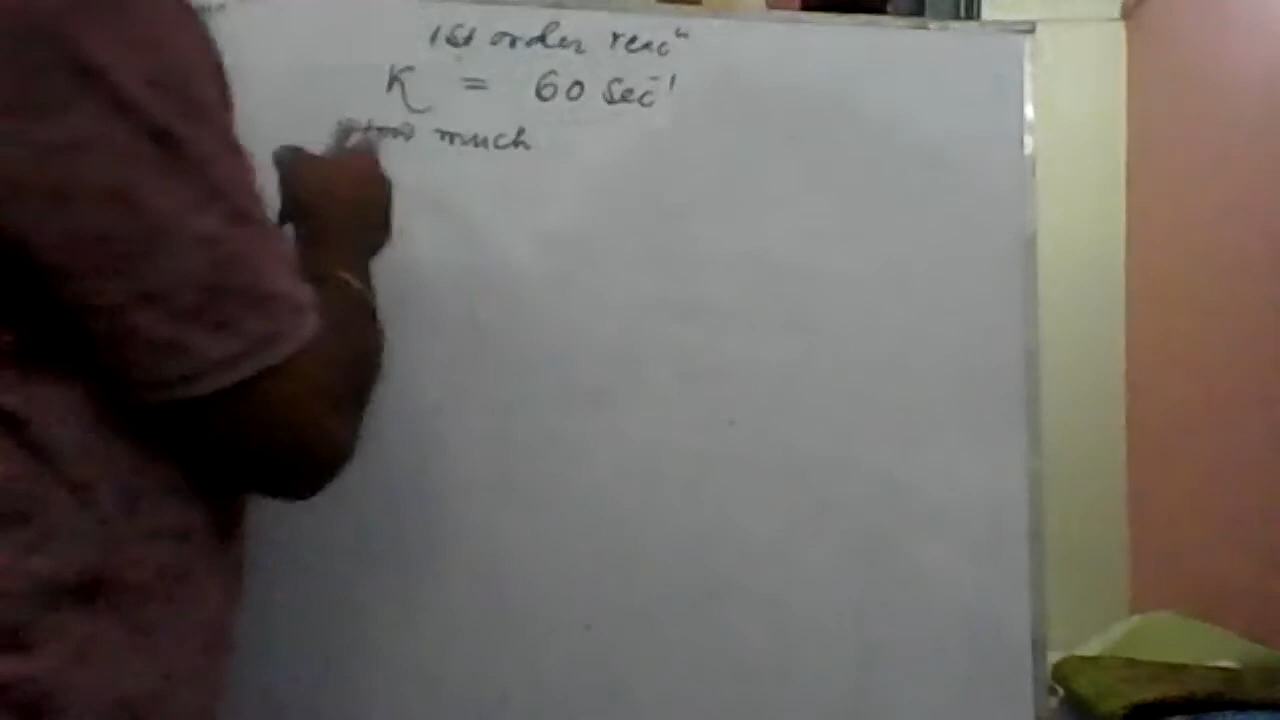 1st order reacⁿ
K = 60 Sec⁻¹
much